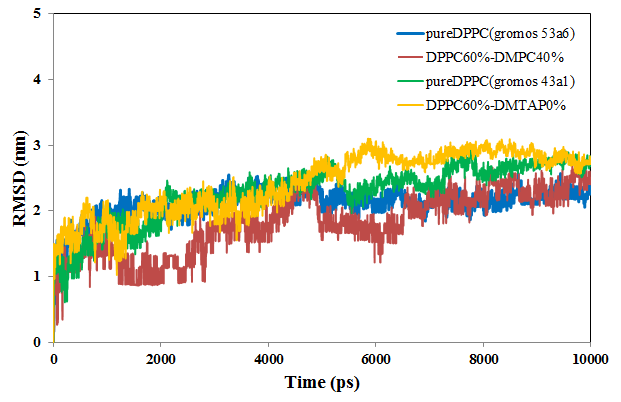 5
pureDPPC(gromos 53a6)
DPPC60%-DMPC40%
4
pureDPPC(gromos 43a1)
DPPC60%-DMTAP0%
3
RMSD (nm)
2
1
0
0 2000 4000 6000 8000 10000
Time (ps)